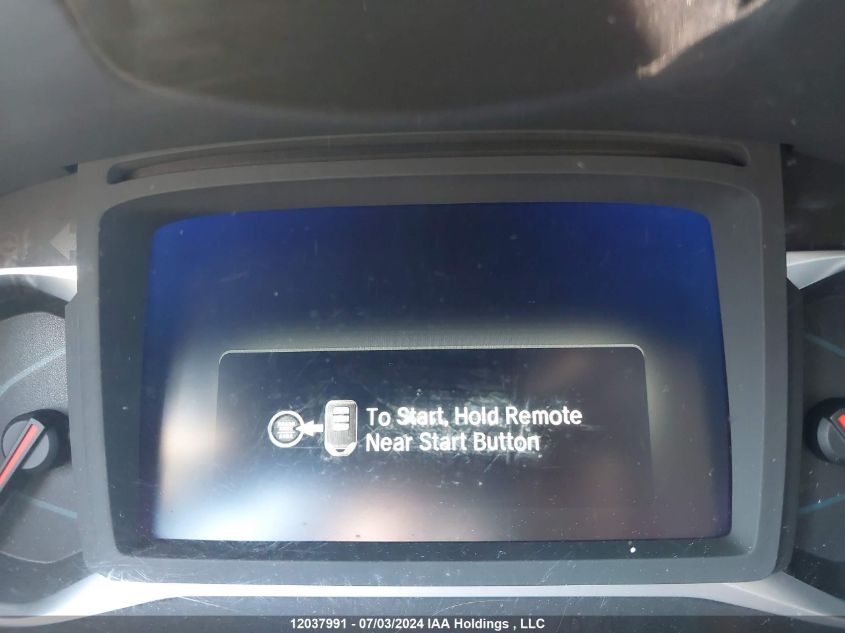 To Start, Hold Remote
Near Start Button
12037991 - 07/03/2024 IAA Holdings , LLC